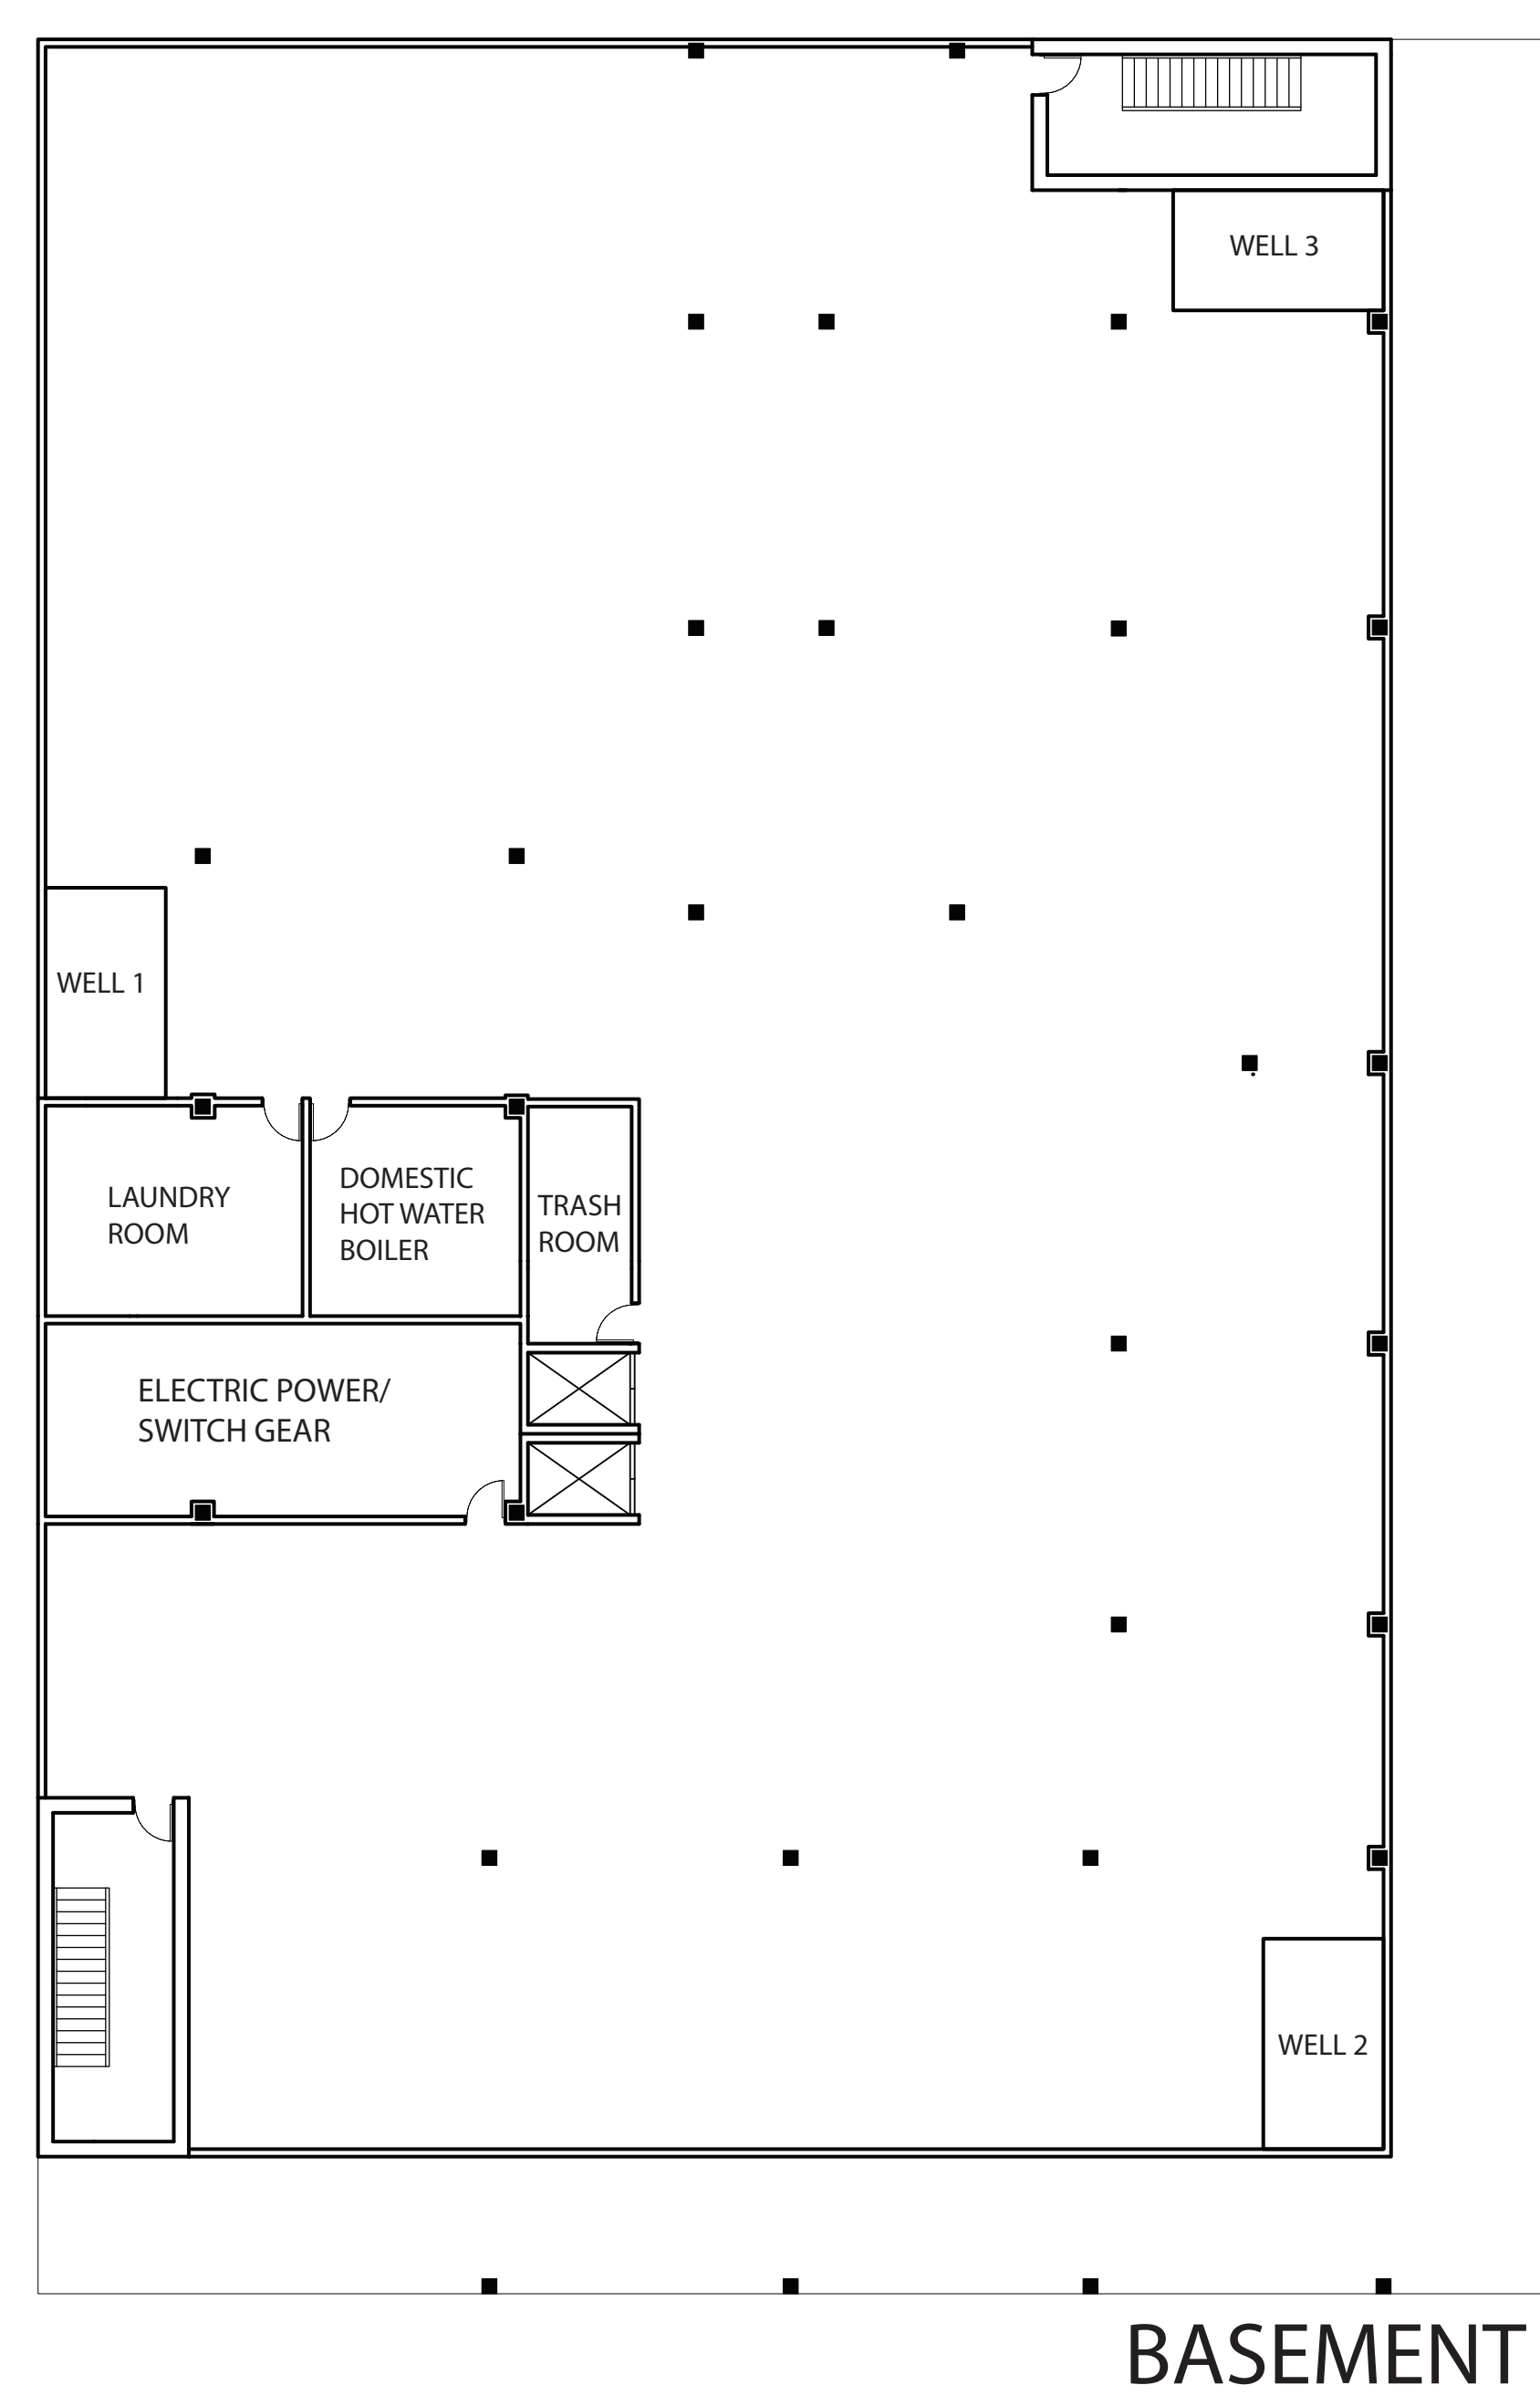 WELL 3
WELL 1
LAUNDRY
ROOM
DOMESTIC
HOT WATER
BOILER
TRASH
ROOM
ELECTRIC POWER/
SWITCH GEAR
WELL 2
BASEMENT